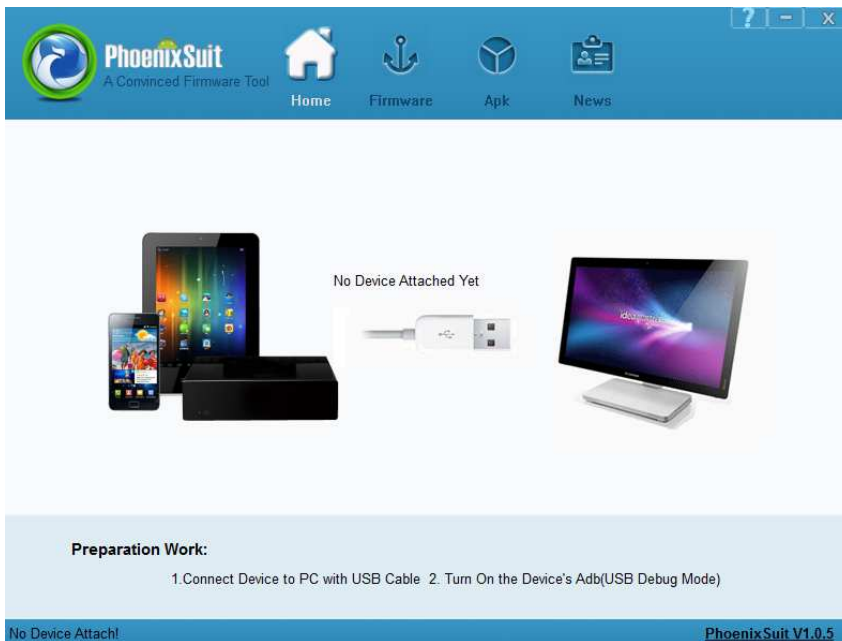 ? - x
PhoenixSuit
A Convinced Firmware Tool
Home Firmware Apk News
No Device Attached Yet
Preparation Work:
1.Connect Device to PC with USB Cable 2. Turn On the Device's Adb(USB Debug Mode)
No Device Attach! PhoenixSuit V1.0.5